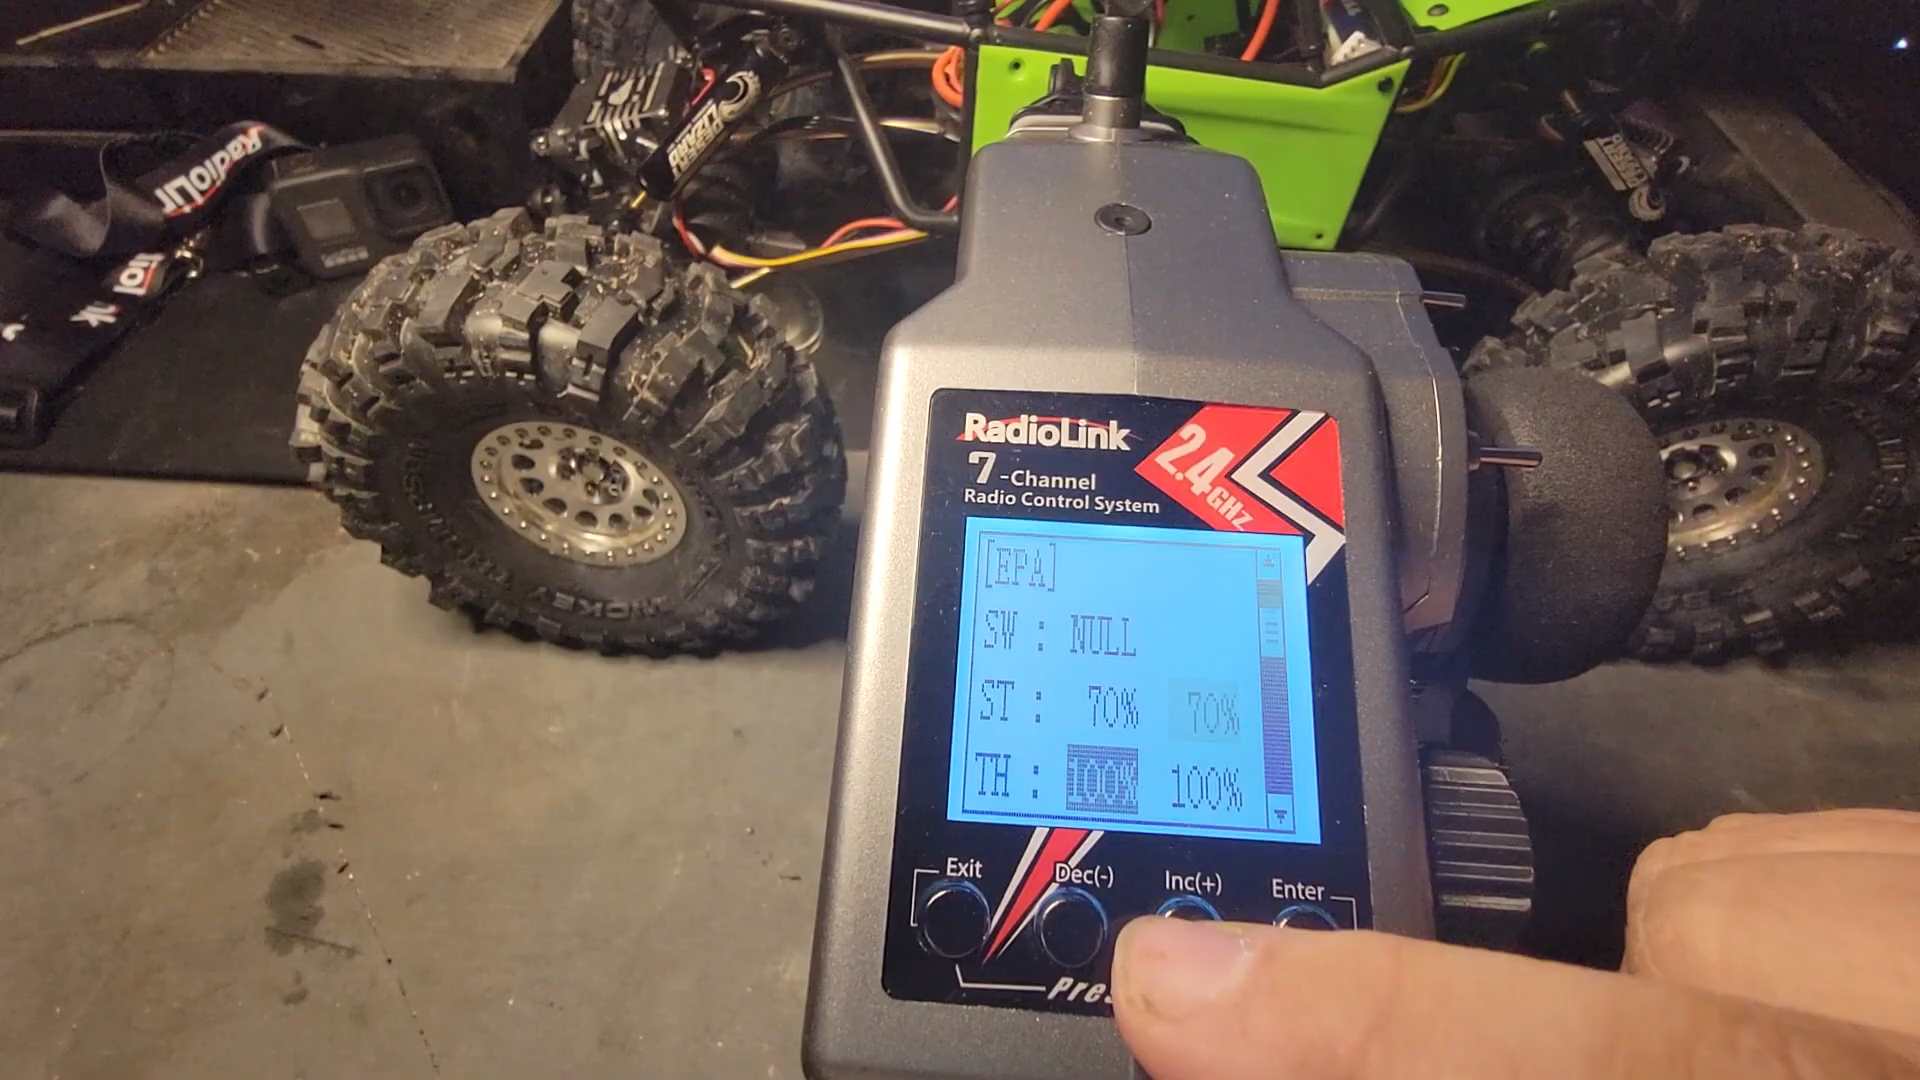 RadioLink
7-Channel
Radio Control System
2.4GHz
[EPA]
SW : NULL
ST : 70% 70%
TH : 100% 100%
Exit
Dec(-)
Inc(+)
Enter
MICKEY